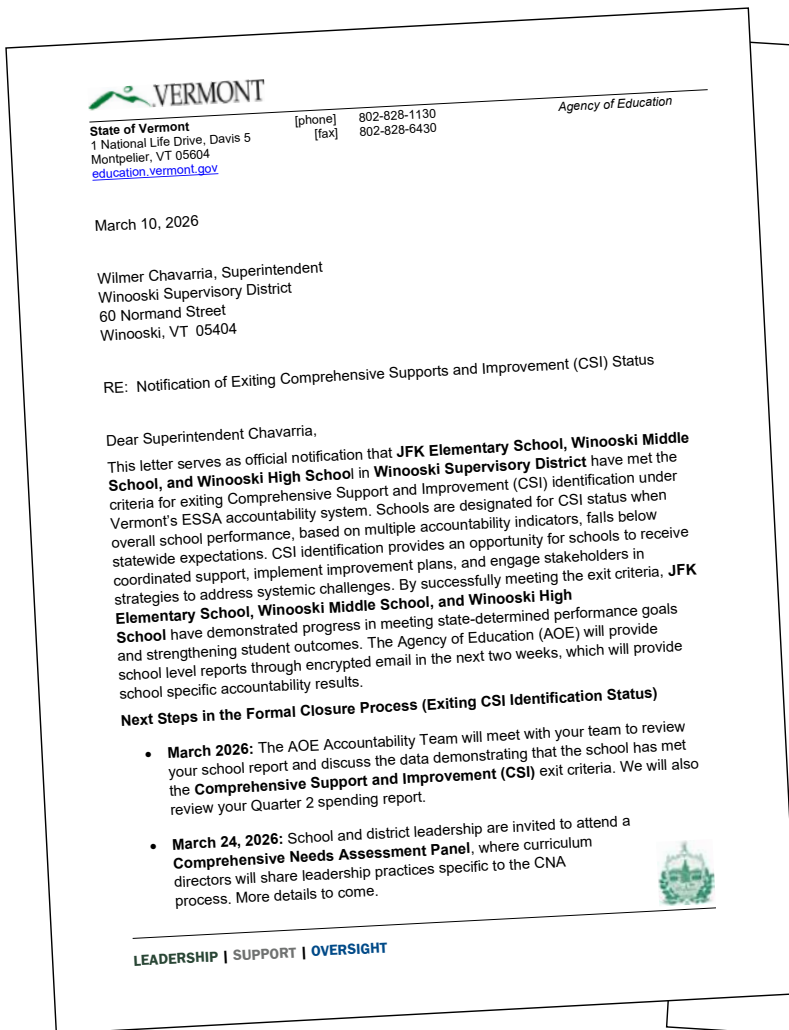 VERMONT
State of Vermont
1 National Life Drive, Davis 5
Montpelier, VT 05604
education.vermont.gov
[phone] 802-828-1130
[fax] 802-828-6430
Agency of Education
March 10, 2026
Wilmer Chavarria, Superintendent
Winooski Supervisory District
60 Normand Street
Winooski, VT 05404
RE: Notification of Exiting Comprehensive Supports and Improvement (CSI) Status
Dear Superintendent Chavarria,
This letter serves as official notification that JFK Elementary School, Winooski Middle
School, and Winooski High School in Winooski Supervisory District have met the
criteria for exiting Comprehensive Support and Improvement (CSI) identification under
Vermont's ESSA accountability system. Schools are designated for CSI status when
overall school performance, based on multiple accountability indicators, falls below
statewide expectations. CSI identification provides an opportunity for schools to receive
coordinated support, implement improvement plans, and engage stakeholders in
strategies to address systemic challenges. By successfully meeting the exit criteria, JFK
Elementary School, Winooski Middle School, and Winooski High
School have demonstrated progress in meeting state-determined performance goals
and strengthening student outcomes. The Agency of Education (AOE) will provide
school level reports through encrypted email in the next two weeks, which will provide
school specific accountability results.
Next Steps in the Formal Closure Process (Exiting CSI Identification Status)
• March 2026: The AOE Accountability Team will meet with your team to review
your school report and discuss the data demonstrating that the school has met
the Comprehensive Support and Improvement (CSI) exit criteria. We will also
review your Quarter 2 spending report.
• March 24, 2026: School and district leadership are invited to attend a
Comprehensive Needs Assessment Panel, where curriculum
directors will share leadership practices specific to the CNA
process. More details to come.
LEADERSHIP | SUPPORT | OVERSIGHT